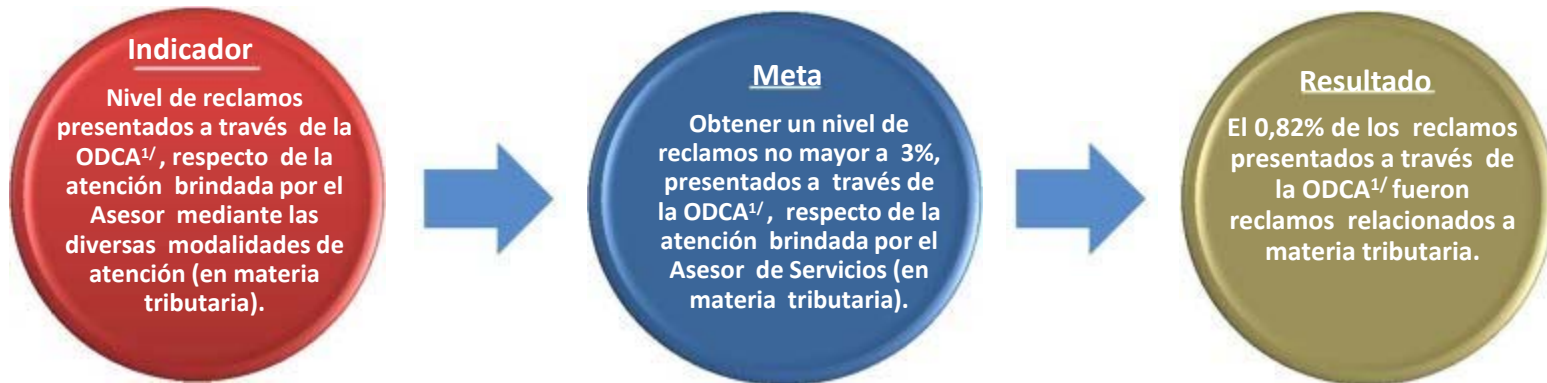 Indicador
Nivel de reclamos
presentados a través de la
ODCA1/ , respecto de la
atención brindada por el
Asesor mediante las
diversas modalidades de
atención (en materia
tributaria).
Meta
Obtener un nivel de
reclamos no mayor a 3%,
presentados a través de
la ODCA1/ , respecto de la
atención brindada por el
Asesor de Servicios (en
materia tributaria).
Resultado
El 0,82% de los reclamos
presentados a través de
la ODCA1/ fueron
reclamos relacionados a
materia tributaria.